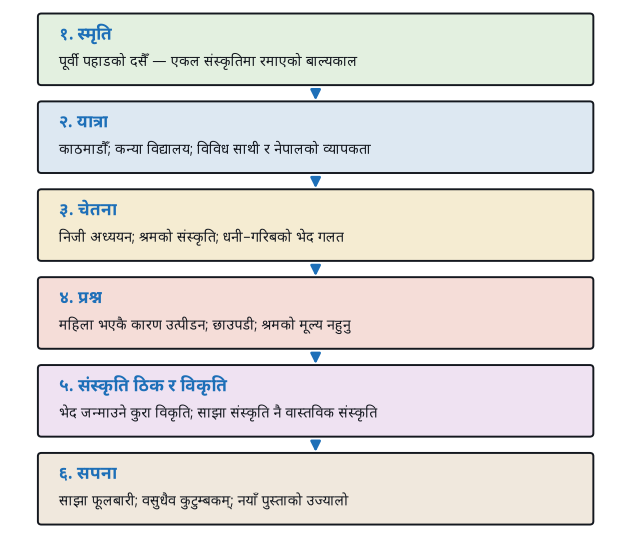 १. स्मृति
पूर्वी पहाडको दसैँ — एकल संस्कृतिमा रमाएको बाल्यकाल
२. यात्रा
काठमाडौँ; कन्या विद्यालय; विविध साथी र नेपालको व्यापकता
३. चेतना
निजी अध्ययन; श्रमको संस्कृति; धनी–गरिबको भेद गलत
४. प्रश्न
महिला भएकै कारण उत्पीडन; छाउपडी; श्रमको मूल्य नहुनु
५. संस्कृति ठिक र विकृति
भेद जन्माउने कुरा विकृति; साझा संस्कृति नै वास्तविक संस्कृति
६. सपना
साझा फूलबारी; वसुधैव कुटुम्बकम्; नयाँ पुस्ताको उज्यालो